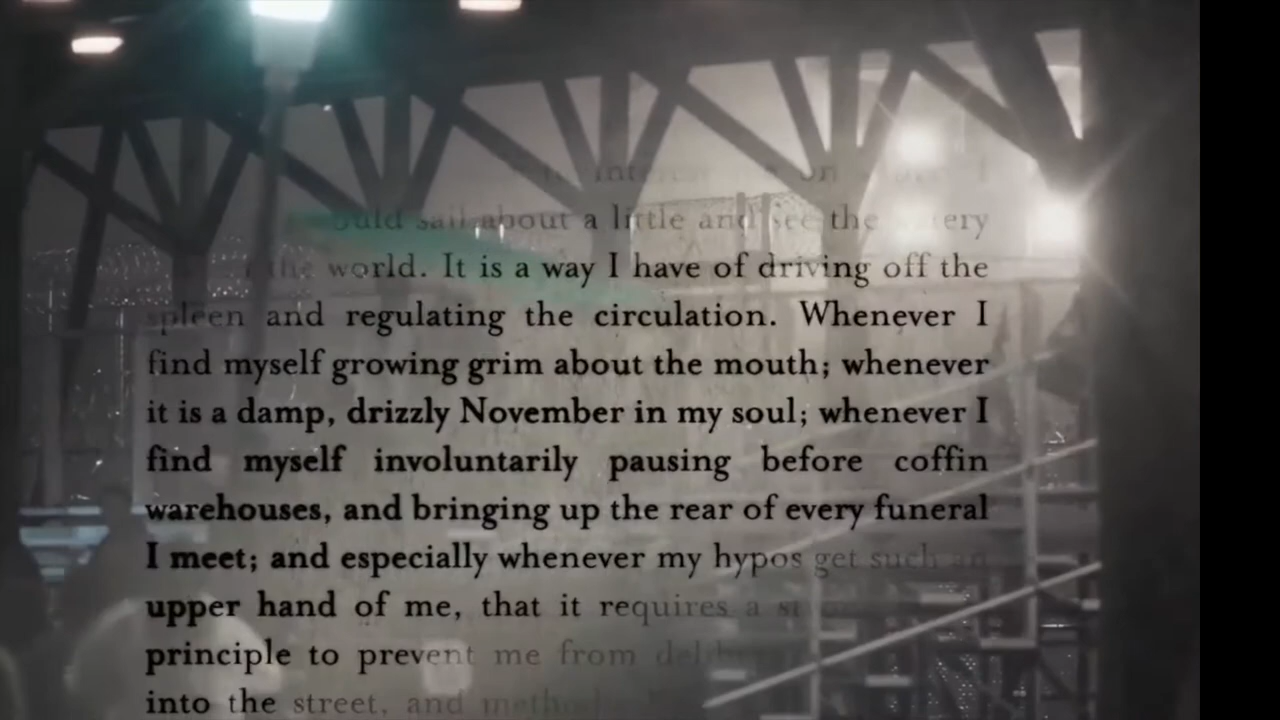 sail about a little and see the
the world. It is a way I have of driving off the
spleen and regulating the circulation. Whenever I
find myself growing grim about the mouth; whenever
it is a damp, drizzly November in my soul; whenever I
find myself involuntarily pausing before coffin
warehouses, and bringing up the rear of every funeral
I meet; and especially whenever my hypos get such an
upper hand of me, that it requires a
principle to prevent me from
into the street, and